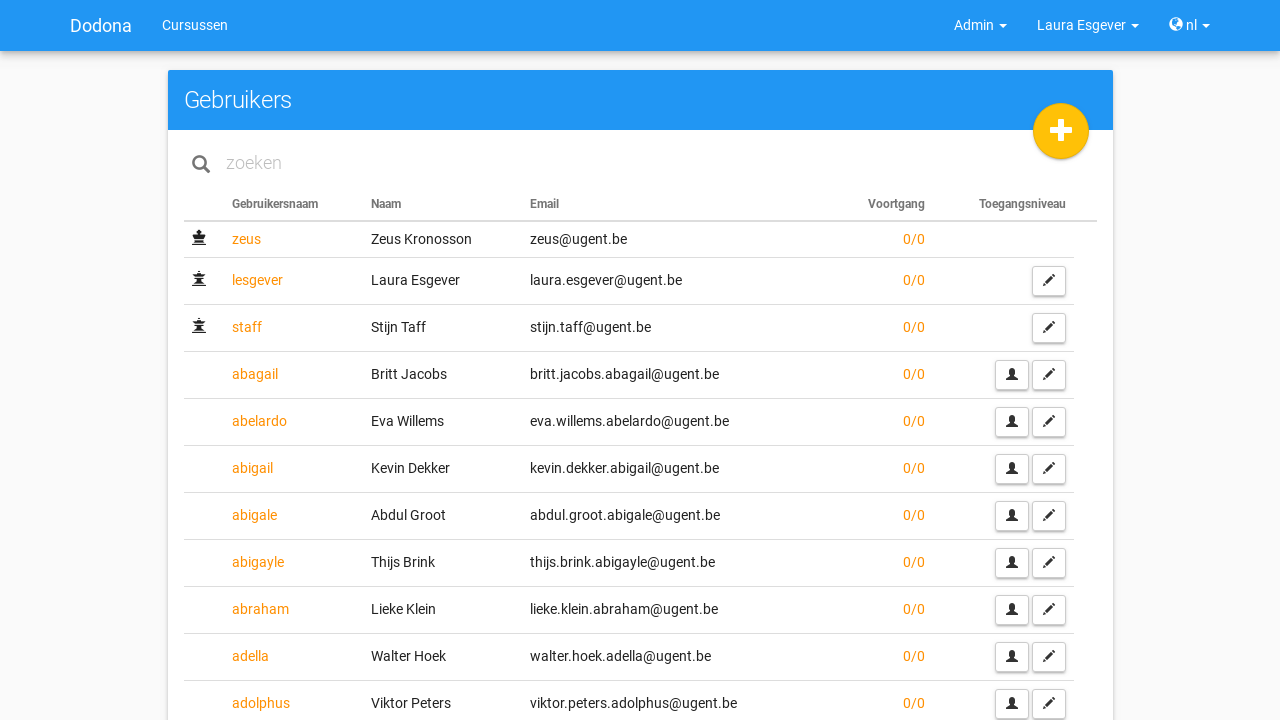 Dodona Cursussen Admin Laura Esgever nl
Gebruikers
zoeken
Gebruikersnaam Naam Email Voortgang Toegangsniveau
zeus Zeus Kronosson zeus@ugent.be 0/0
lesgever Laura Esgever laura.esgever@ugent.be 0/0
staff Stijn Taff stijn.taff@ugent.be 0/0
abagail Britt Jacobs britt.jacobs.abagail@ugent.be 0/0
abelardo Eva Willems eva.willems.abelardo@ugent.be 0/0
abigail Kevin Dekker kevin.dekker.abigail@ugent.be 0/0
abigale Abdul Groot abdul.groot.abigale@ugent.be 0/0
abigayle Thijs Brink thijs.brink.abigayle@ugent.be 0/0
abraham Lieke Klein lieke.klein.abraham@ugent.be 0/0
adella Walter Hoek walter.hoek.adella@ugent.be 0/0
adolphus Viktor Peters viktor.peters.adolphus@ugent.be 0/0